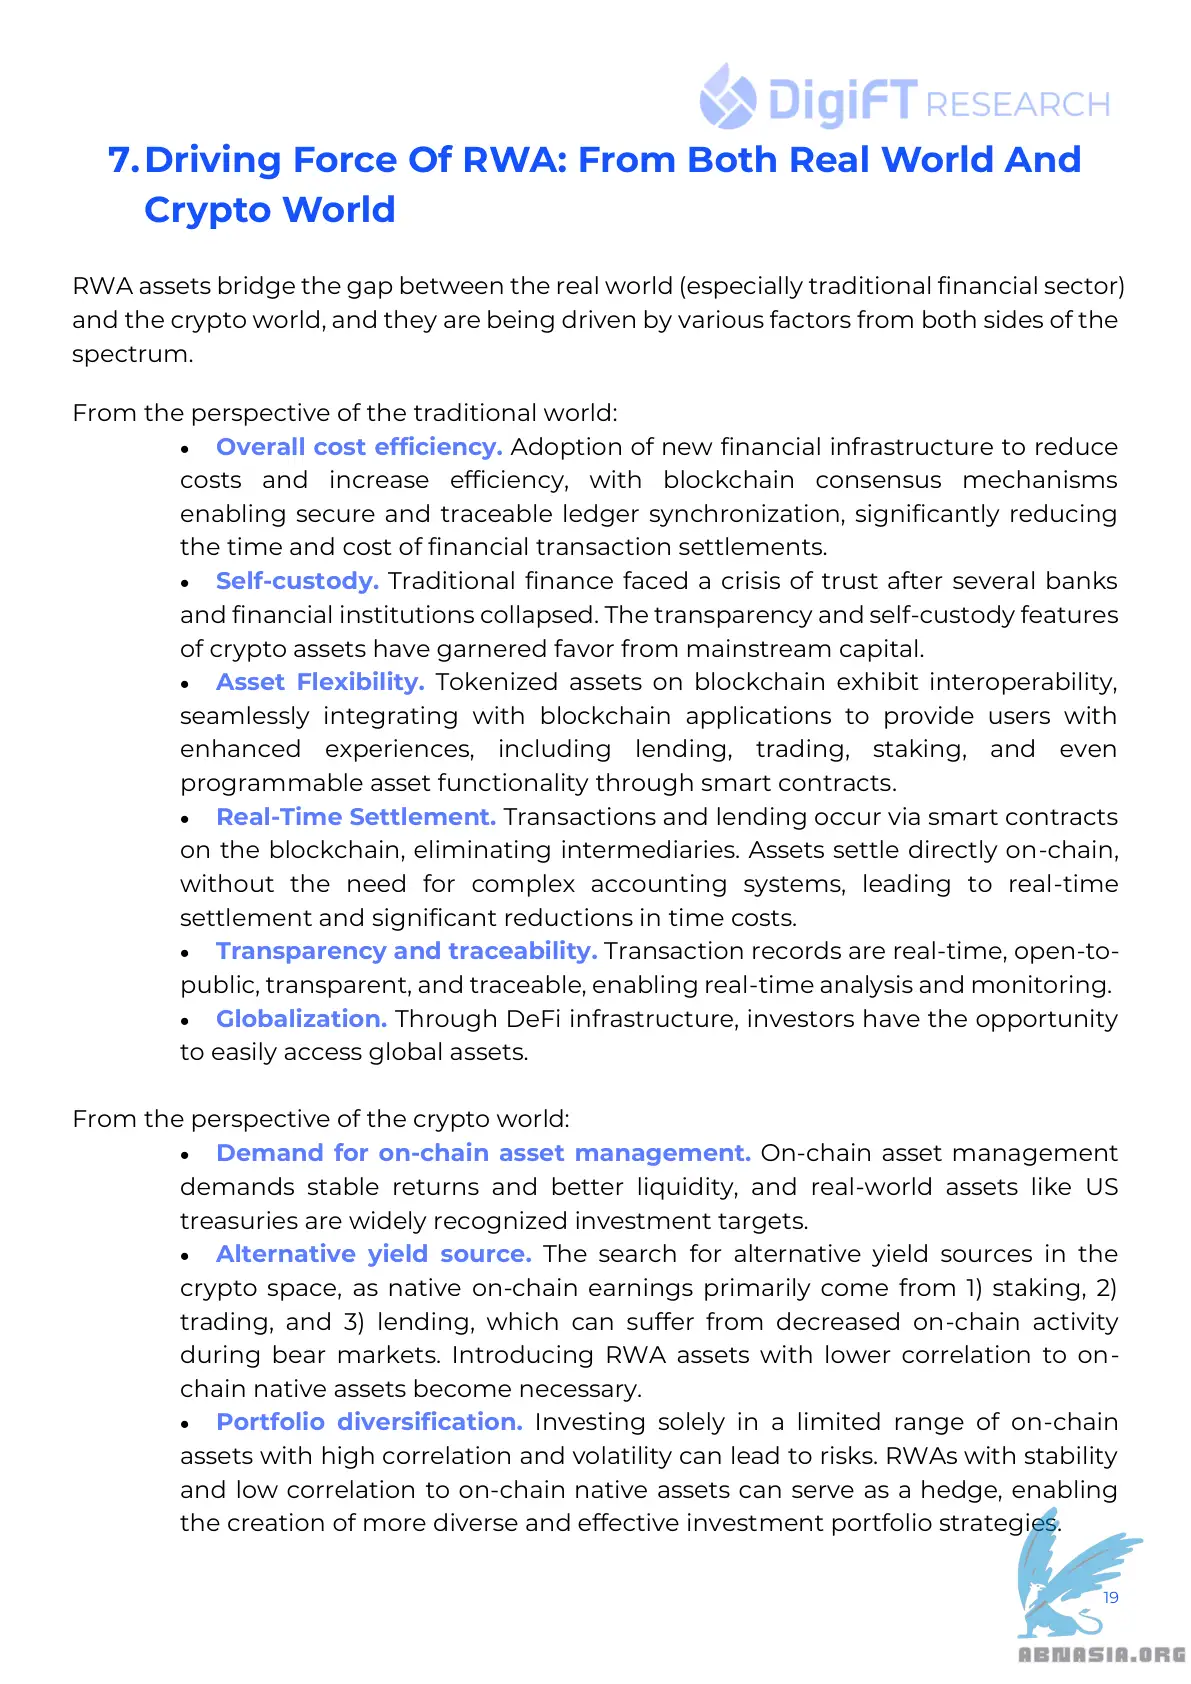 DigiFT RESEARCH
7. Driving Force Of RWA: From Both Real World And
Crypto World
RWA assets bridge the gap between the real world (especially traditional financial sector)
and the crypto world, and they are being driven by various factors from both sides of the
spectrum.
From the perspective of the traditional world:
• Overall cost efficiency. Adoption of new financial infrastructure to reduce
costs and increase efficiency, with blockchain consensus mechanisms
enabling secure and traceable ledger synchronization, significantly reducing
the time and cost of financial transaction settlements.
• Self-custody. Traditional finance faced a crisis of trust after several banks
and financial institutions collapsed. The transparency and self-custody features
of crypto assets have garnered favor from mainstream capital.
• Asset Flexibility. Tokenized assets on blockchain exhibit interoperability,
seamlessly integrating with blockchain applications to provide users with
enhanced experiences, including lending, trading, staking, and even
programmable asset functionality through smart contracts.
• Real-Time Settlement. Transactions and lending occur via smart contracts
on the blockchain, eliminating intermediaries. Assets settle directly on-chain,
without the need for complex accounting systems, leading to real-time
settlement and significant reductions in time costs.
• Transparency and traceability. Transaction records are real-time, open-to-
public, transparent, and traceable, enabling real-time analysis and monitoring.
• Globalization. Through DeFi infrastructure, investors have the opportunity
to easily access global assets.
From the perspective of the crypto world:
• Demand for on-chain asset management. On-chain asset management
demands stable returns and better liquidity, and real-world assets like US
treasuries are widely recognized investment targets.
• Alternative yield source. The search for alternative yield sources in the
crypto space, as native on-chain earnings primarily come from 1) staking, 2)
trading, and 3) lending, which can suffer from decreased on-chain activity
during bear markets. Introducing RWA assets with lower correlation to on-
chain native assets become necessary.
• Portfolio diversification. Investing solely in a limited range of on-chain
assets with high correlation and volatility can lead to risks. RWAs with stability
and low correlation to on-chain native assets can serve as a hedge, enabling
the creation of more diverse and effective investment portfolio strategies.
19
ABNASIA.ORG